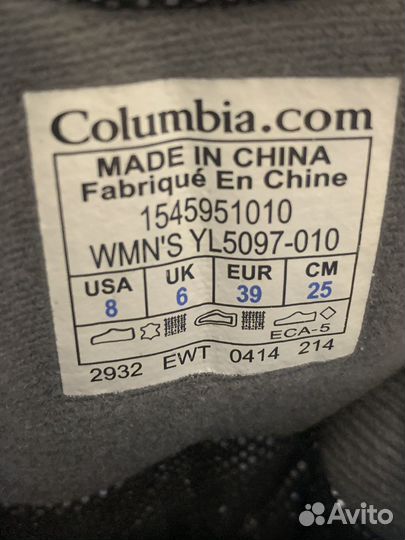 Columbia.com
MADE IN CHINA
Fabriqué En Chine
1545951010
WMN'S YL5097-010
USA UK EUR CM
8 6 39 25
ECA-5
2932 EWT 0414 214
Avito